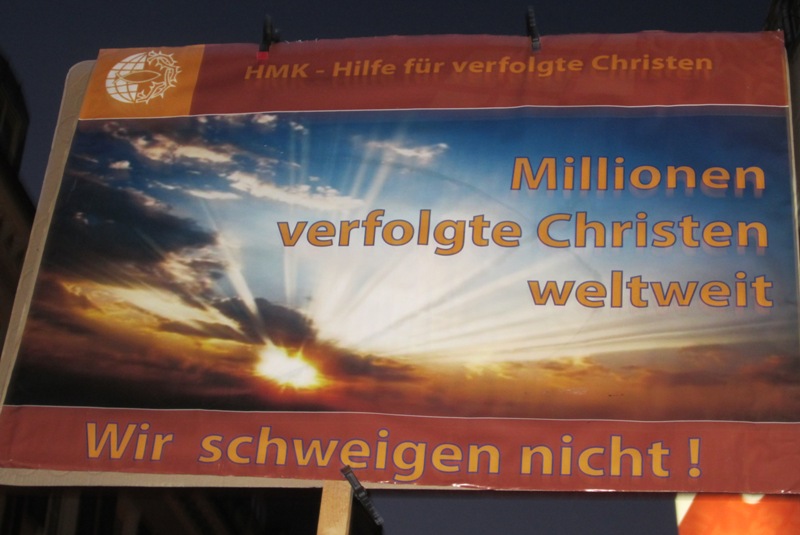 HMK - Hilfe für verfolgte Christen
Millionen
verfolgte Christen
weltweit
Wir schweigen nicht !